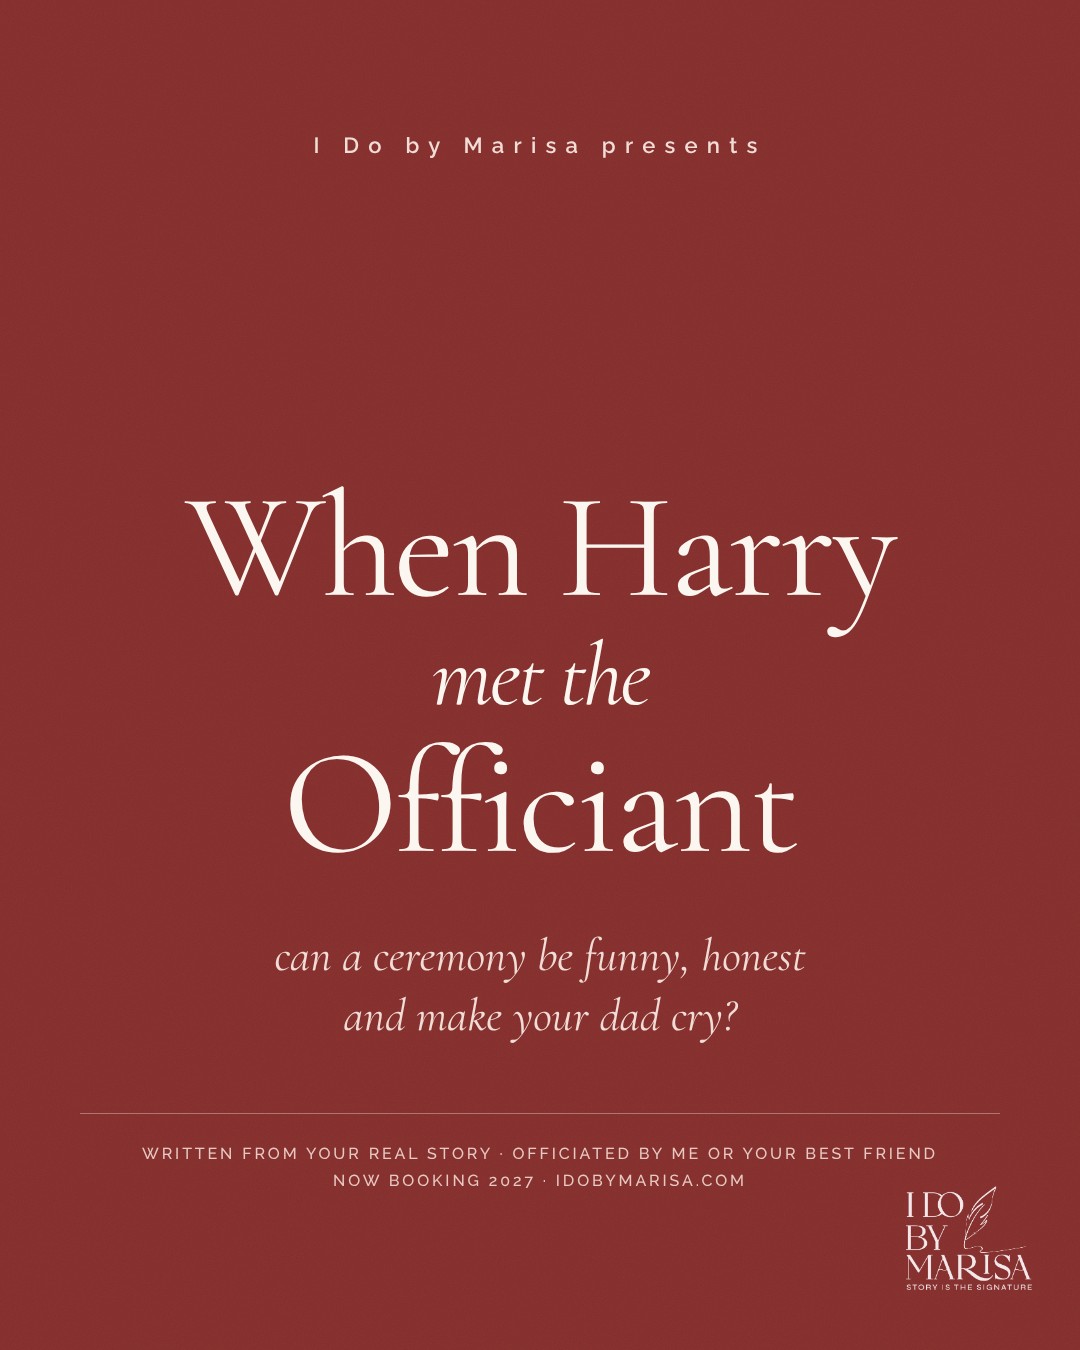 I Do by Marisa presents
When Harry
met the
Officiant
can a ceremony be funny, honest
and make your dad cry?
WRITTEN FROM YOUR REAL STORY · OFFICIATED BY ME OR YOUR BEST FRIEND
NOW BOOKING 2027 · IDOBYMARISA.COM
I DO
BY
MARISA
STORY IS THE SIGNATURE